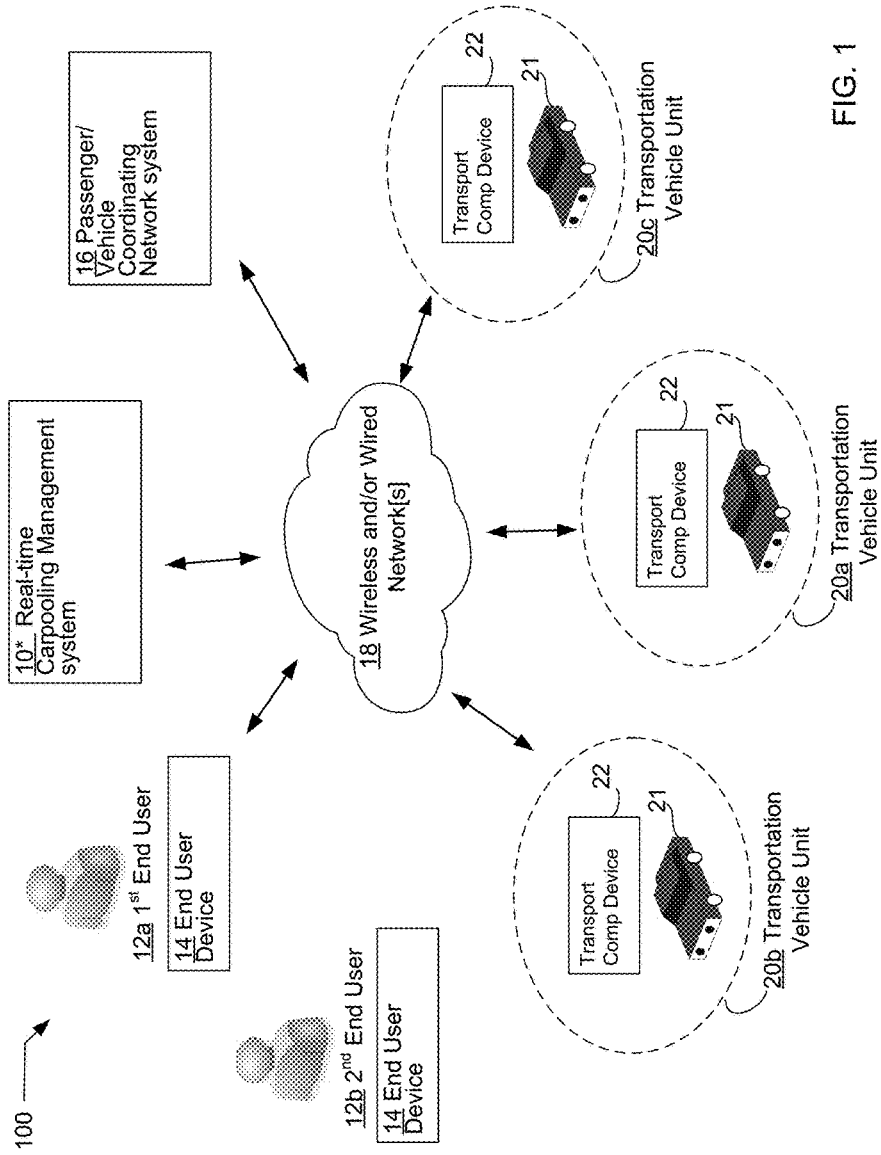 100
12a 1st End User
14 End User
Device
12b 2nd End User
14 End User
Device
10* Real-time
Carpooling Management
system
16 Passenger/
Vehicle
Coordinating
Network system
18 Wireless and/or Wired
Network[s]
Transport
Comp Device
22
21
20b Transportation
Vehicle Unit
Transport
Comp Device
22
21
20a Transportation
Vehicle Unit
Transport
Comp Device
22
21
20c Transportation
Vehicle Unit
FIG. 1